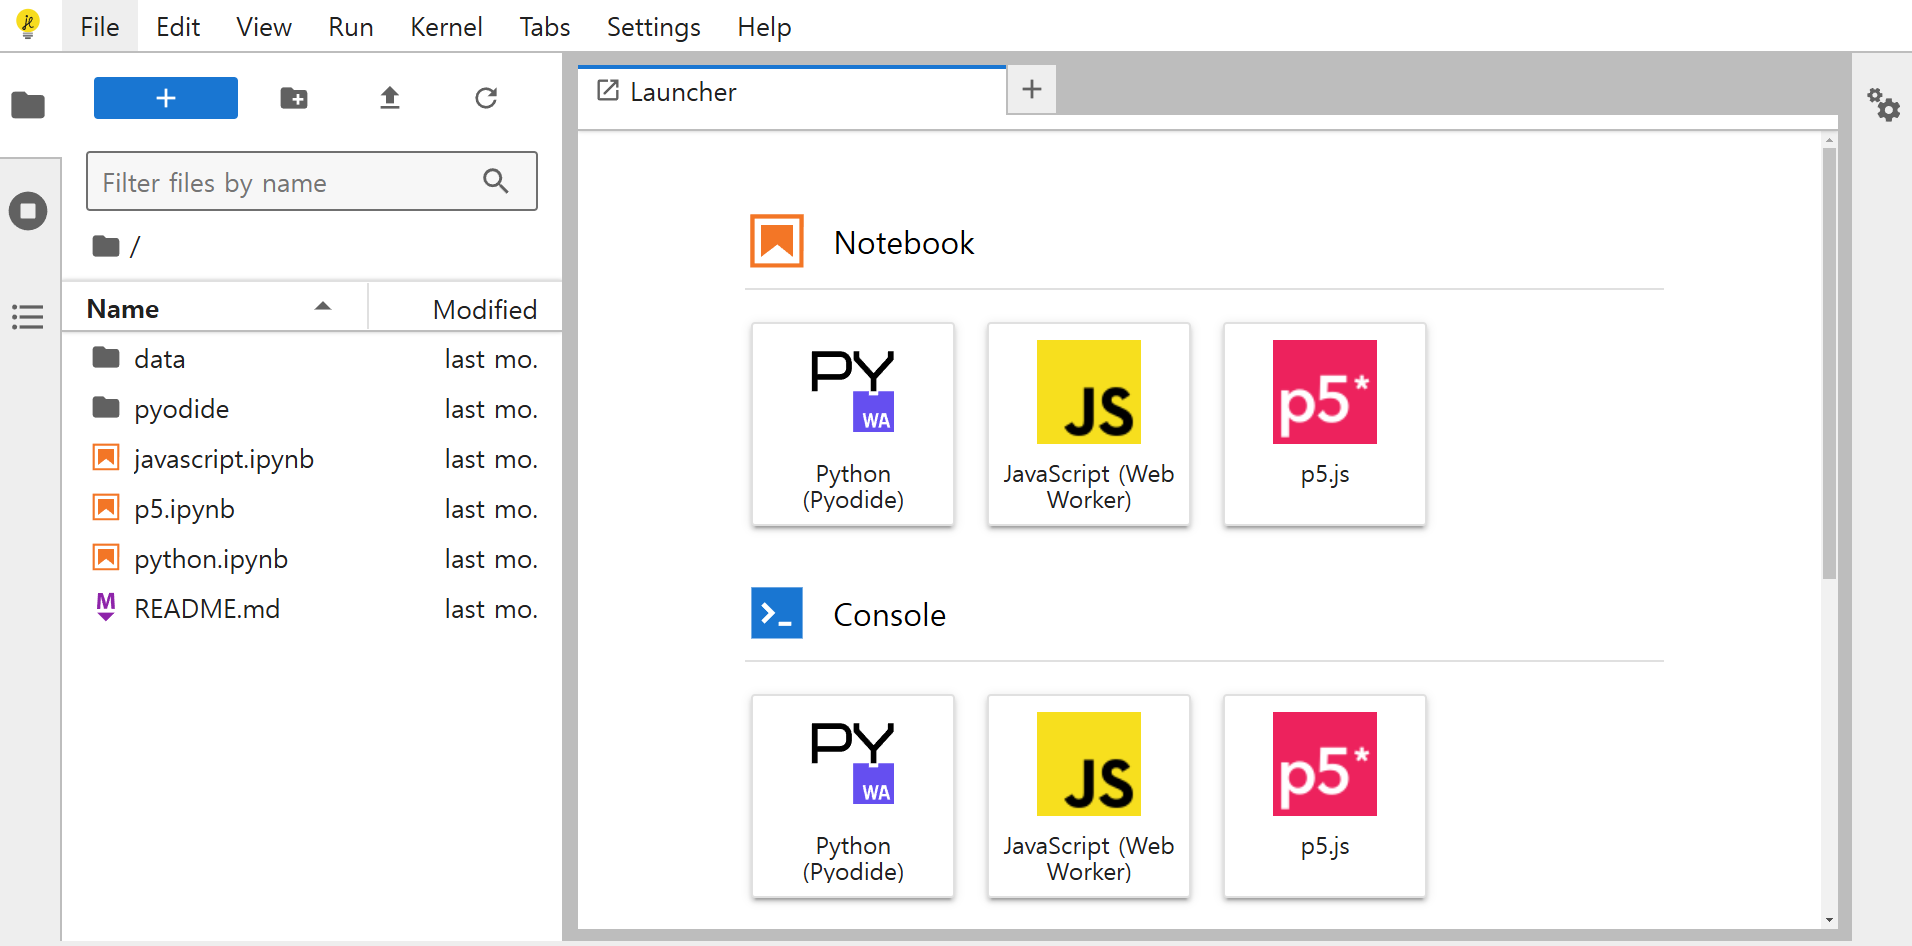 File Edit View Run Kernel Tabs Settings Help
Launcher
Filter files by name
/
Name Modified
data last mo.
pyodide last mo.
javascript.ipynb last mo.
p5.ipynb last mo.
python.ipynb last mo.
README.md last mo.
Notebook
PY
WA
Python
(Pyodide)
JS
JavaScript (Web
Worker)
p5*
p5.js
Console
PY
WA
Python
(Pyodide)
JS
JavaScript (Web
Worker)
p5*
p5.js